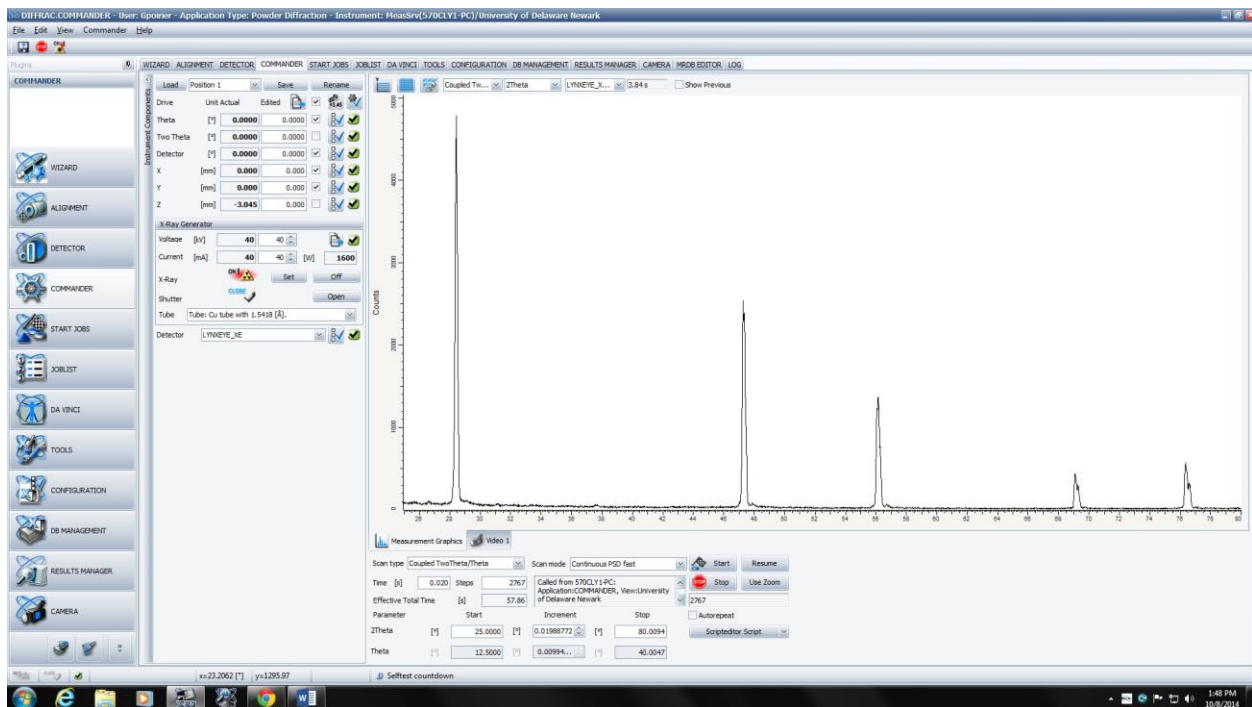 DIFFRAC.COMMANDER - User: Gpoirier - Application Type: Powder Diffraction - Instrument: MeasSrv(570CLY1-PC)/University of Delaware Newark
File Edit View Commander Help
Plugins
WIZARD ALIGNMENT DETECTOR COMMANDER START JOBS JOBLIST DA VINCI TOOLS CONFIGURATION DB MANAGEMENT RESULTS MANAGER CAMERA MRDB EDITOR LOG
COMMANDER
WIZARD
ALIGNMENT
DETECTOR
COMMANDER
START JOBS
JOBLIST
DA VINCI
TOOLS
CONFIGURATION
DB MANAGEMENT
RESULTS MANAGER
CAMERA
Instrument Components
Load Position 1 Save Rename
Drive Unit Actual Edited
Theta [°] 0.0000 0.0000
Two Theta [°] 0.0000 0.0000
Detector [°] 0.0000 0.0000
X [mm] 0.000 0.000
Y [mm] 0.000 0.000
Z [mm] -3.045 0.000
X-Ray Generator
Voltage [kV] 40 40
Current [mA] 40 40 [W] 1600
X-Ray ON Set Off
Shutter CLOSE Open
Tube Tube: Cu tube with 1.5418 [Å].
Detector LYNXEYE_XE
Coupled Tw... 2Theta LYNXEYE_X... 3.84 s Show Previous
5000
4000
3000
2000
1000
0
Counts
26 28 30 32 34 36 38 40 42 44 46 48 50 52 54 56 58 60 62 64 66 68 70 72 74 76 78 80
Measurement Graphics Video 1
Scan type Coupled TwoTheta/Theta Scan mode Continuous PSD fast Start Resume
Time [s] 0.020 Steps 2767 Called from 570CLY1-PC: Stop Use Zoom
Application:COMMANDER, View:University
of Delaware Newark
Effective Total Time [s] 57.86 2767
Parameter Start Increment Stop Autorepeat
2Theta [°] 25.0000 [°] 0.01988772 [°] 80.0094 Scripteditor Script
Theta [°] 12.5000 [°] 0.00994... [°] 40.0047
x=23.2062 [°] y=1295.97 Selftest countdown
1:48 PM
10/8/2014